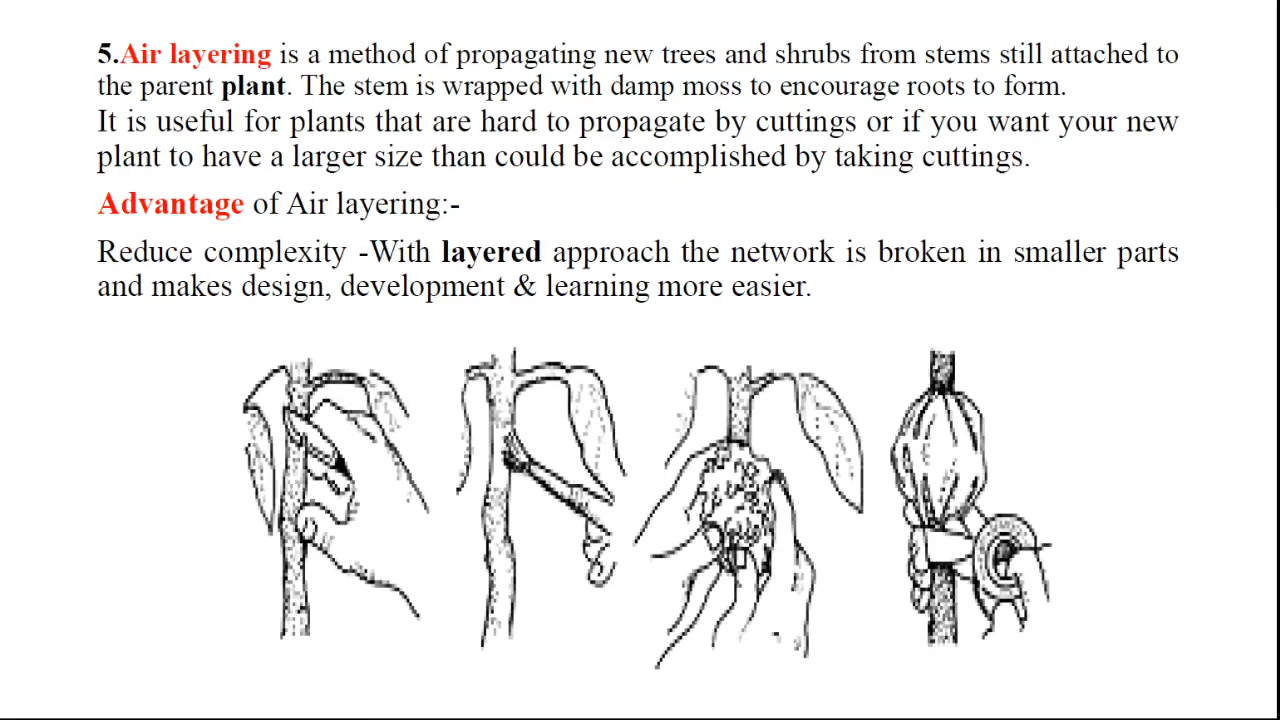 5.Air layering is a method of propagating new trees and shrubs from stems still attached to
the parent plant. The stem is wrapped with damp moss to encourage roots to form.
It is useful for plants that are hard to propagate by cuttings or if you want your new
plant to have a larger size than could be accomplished by taking cuttings.
Advantage of Air layering:-
Reduce complexity -With layered approach the network is broken in smaller parts
and makes design, development & learning more easier.